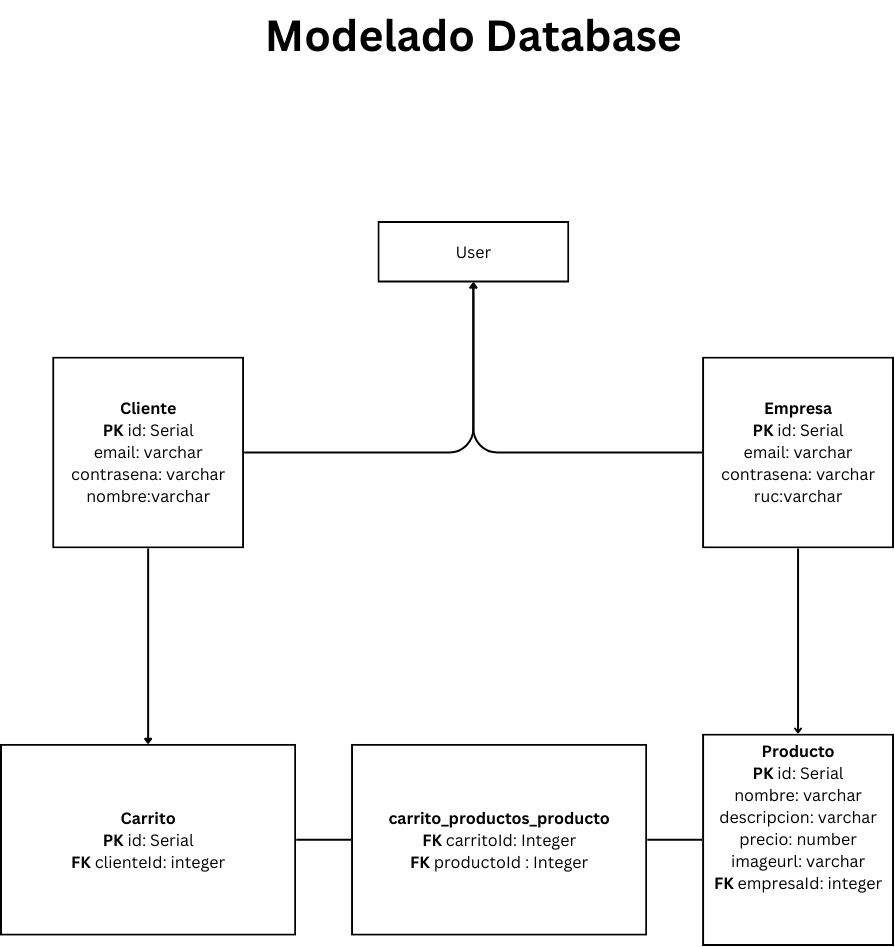 Modelado Database
User
Cliente
PK id: Serial
email: varchar
contrasena: varchar
nombre:varchar
Empresa
PK id: Serial
email: varchar
contrasena: varchar
ruc:varchar
Carrito
PK id: Serial
FK clienteId: integer
carrito_productos_producto
FK carritoId: Integer
FK productoId : Integer
Producto
PK id: Serial
nombre: varchar
descripcion: varchar
precio: number
imageurl: varchar
FK empresaId: integer